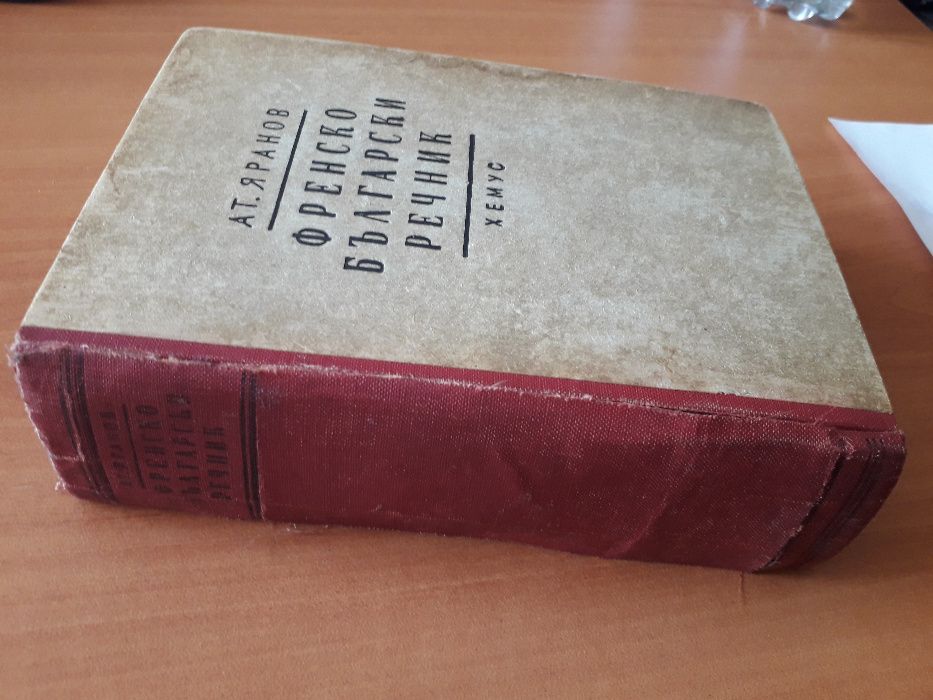 АТ. ЯРАНОВ
ФРЕНСКО
БЪЛГАРСКИ
РЕЧНИК
ХЕМУС
АТ. ЯРАНОВ
ФРЕНСКО
БЪЛГАРСКИ
РЕЧНИК